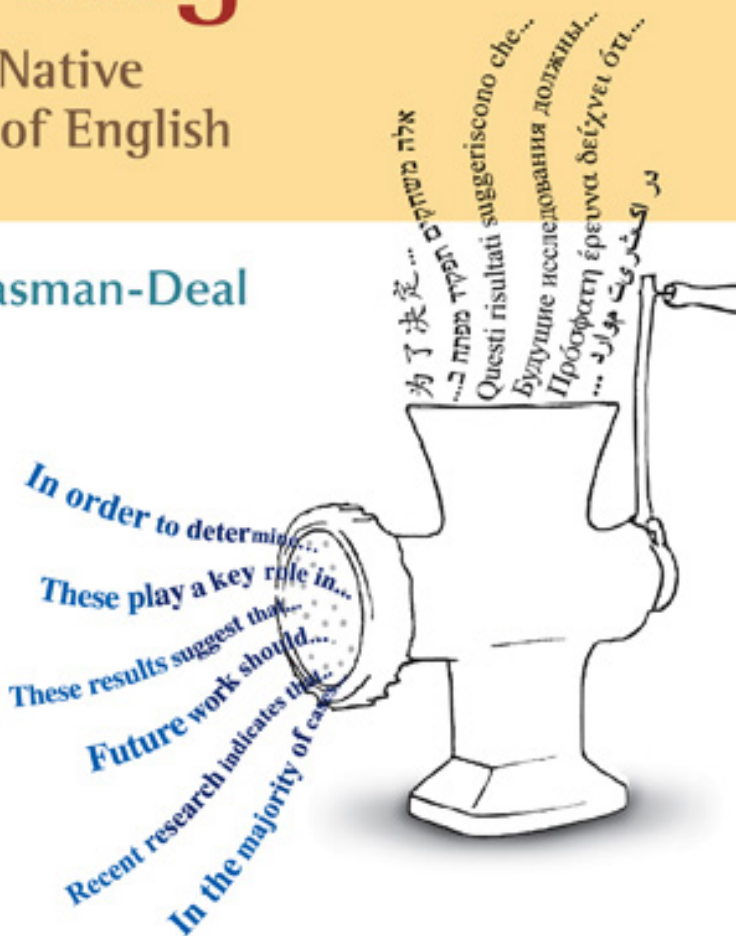 Native
of English
asman-Deal
为了决定...
אלה משחקים תפקיד מפתח ב...
Questi risultati suggeriscono che...
Будущие исследования должны...
Πρόσφατη έρευνα δείχνει ότι...
در اکثریت موارد ...
In order to determine...
These play a key role in...
These results suggest that...
Future work should...
Recent research indicates that...
In the majority of cases